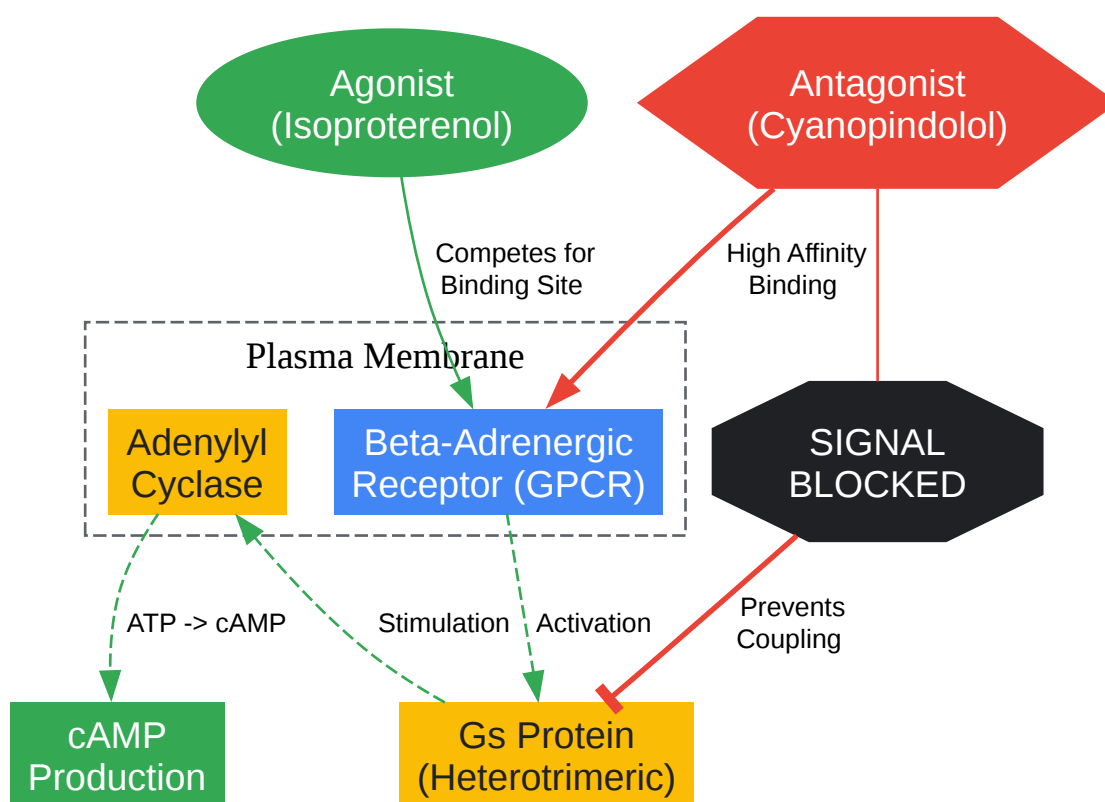 Agonist
(Isoproterenol)
Antagonist
(Cyanopindolol)
Competes for
Binding Site
High Affinity
Binding
Plasma Membrane
Adenylyl
Cyclase
Beta-Adrenergic
Receptor (GPCR)
SIGNAL
BLOCKED
ATP -> cAMP
Stimulation
Activation
Prevents
Coupling
cAMP
Production
Gs Protein
(Heterotrimeric)